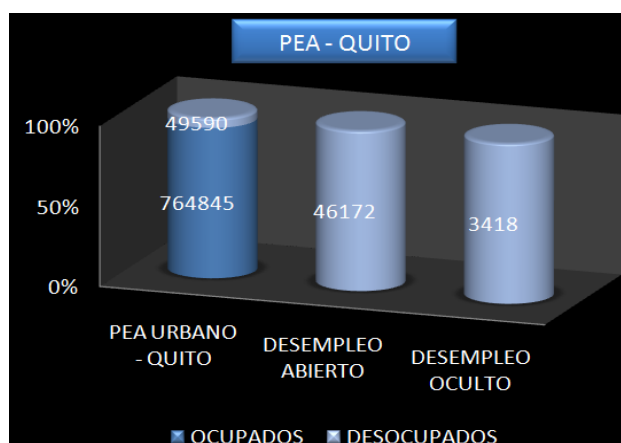 PEA - QUITO
100%
50%
0%
49590
764845
46172
3418
PEA URBANO
- QUITO
DESEMPLEO
ABIERTO
DESEMPLEO
OCULTO
OCUPADOS
DESOCUPADOS